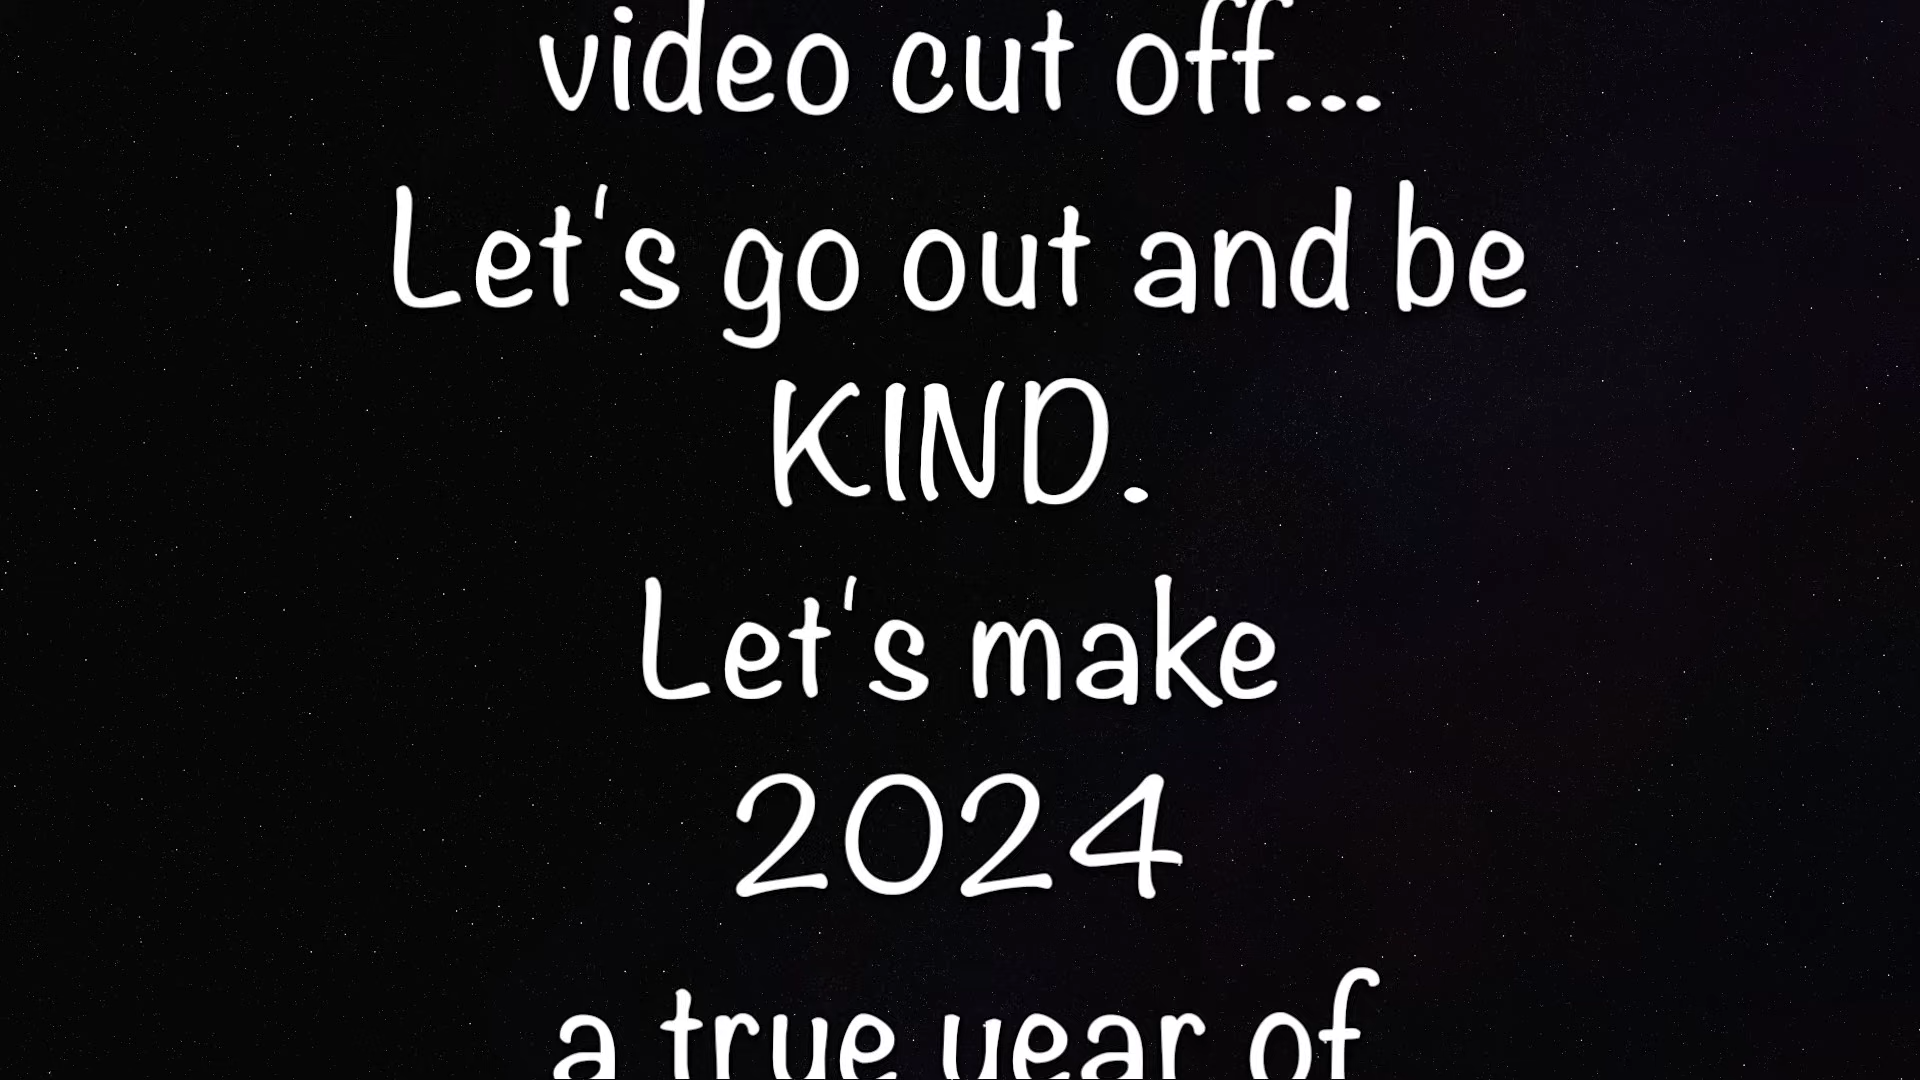 video cut off...
Let's go out and be
KIND.
Let's make
2024
a true year of